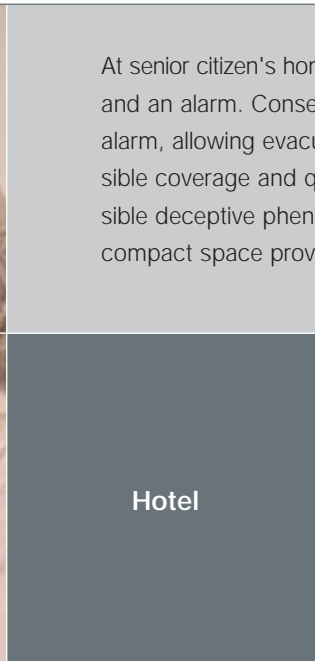 At senior citizen's hor
and an alarm. Conse
alarm, allowing evacu
sible coverage and q
sible deceptive phen
compact space prov
Hotel